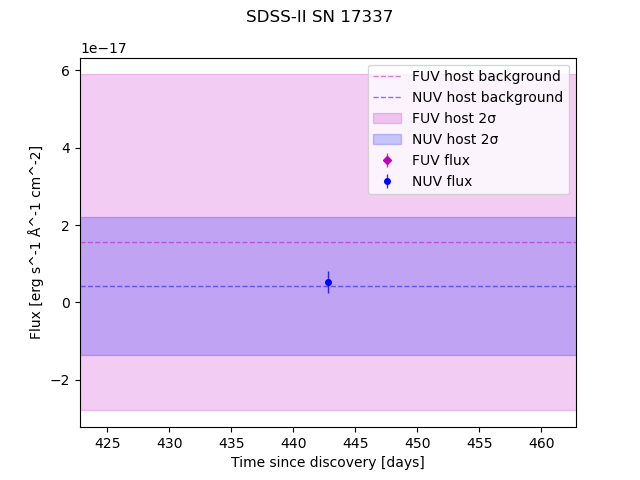 SDSS-II SN 17337
1e−17
6
4
2
0
−2
Flux [erg s^-1 Å^-1 cm^-2]
FUV host background
NUV host background
FUV host 2σ
NUV host 2σ
FUV flux
NUV flux
425 430 435 440 445 450 455 460
Time since discovery [days]